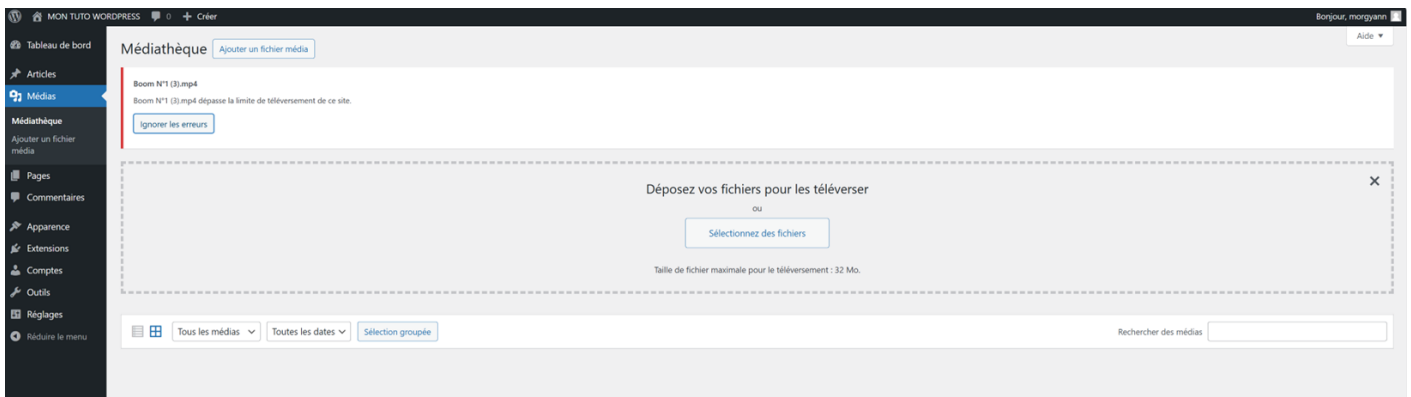 MON TUTO WORDPRESS 0 + Créer
Bonjour, morgyann
Tableau de bord
Articles
Médias
Médiathèque
Ajouter un fichier
média
Pages
Commentaires
Apparence
Extensions
Comptes
Outils
Réglages
Réduire le menu
Aide ▼
Médiathèque Ajouter un fichier média
Boom N°1 (3).mp4
Boom N°1 (3).mp4 dépasse la limite de téléversement de ce site.
Ignorer les erreurs
Déposez vos fichiers pour les téléverser
ou
Sélectionnez des fichiers
Taille de fichier maximale pour le téléversement : 32 Mo.
Tous les médias Toutes les dates Sélection groupée Rechercher des médias